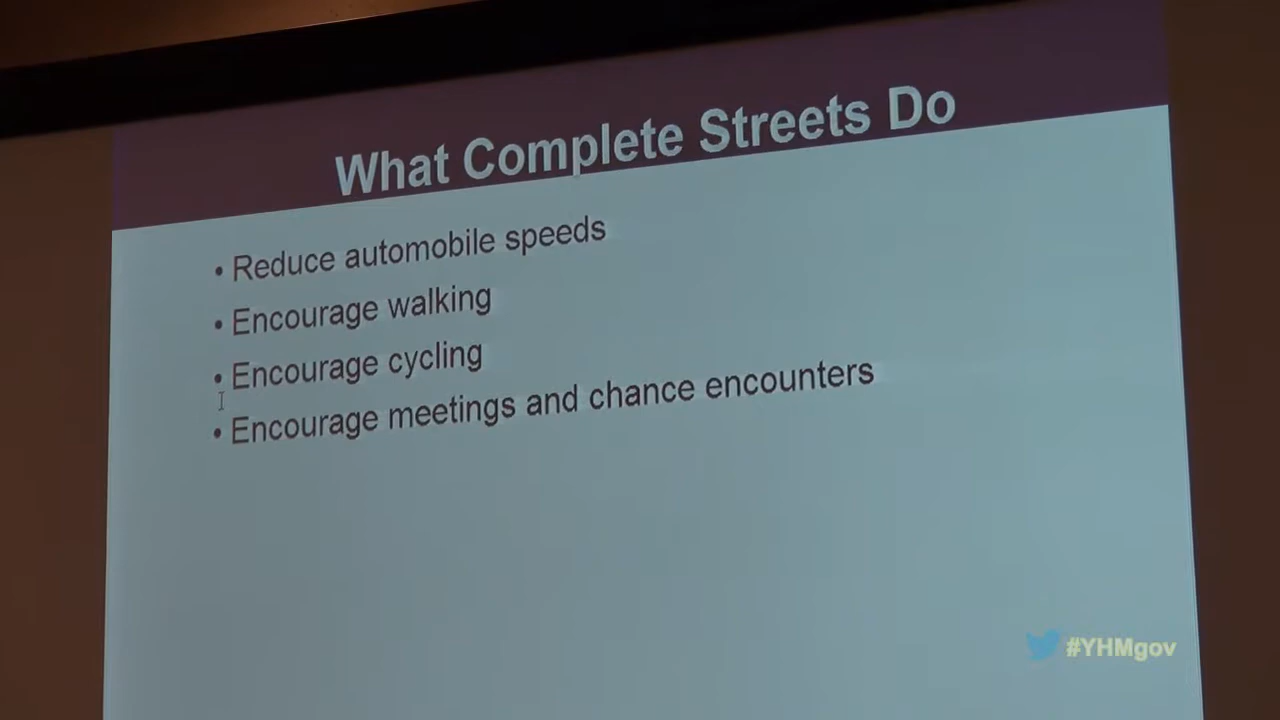 What Complete Streets Do
• Reduce automobile speeds
• Encourage walking
• Encourage cycling
• Encourage meetings and chance encounters
#YHMgov